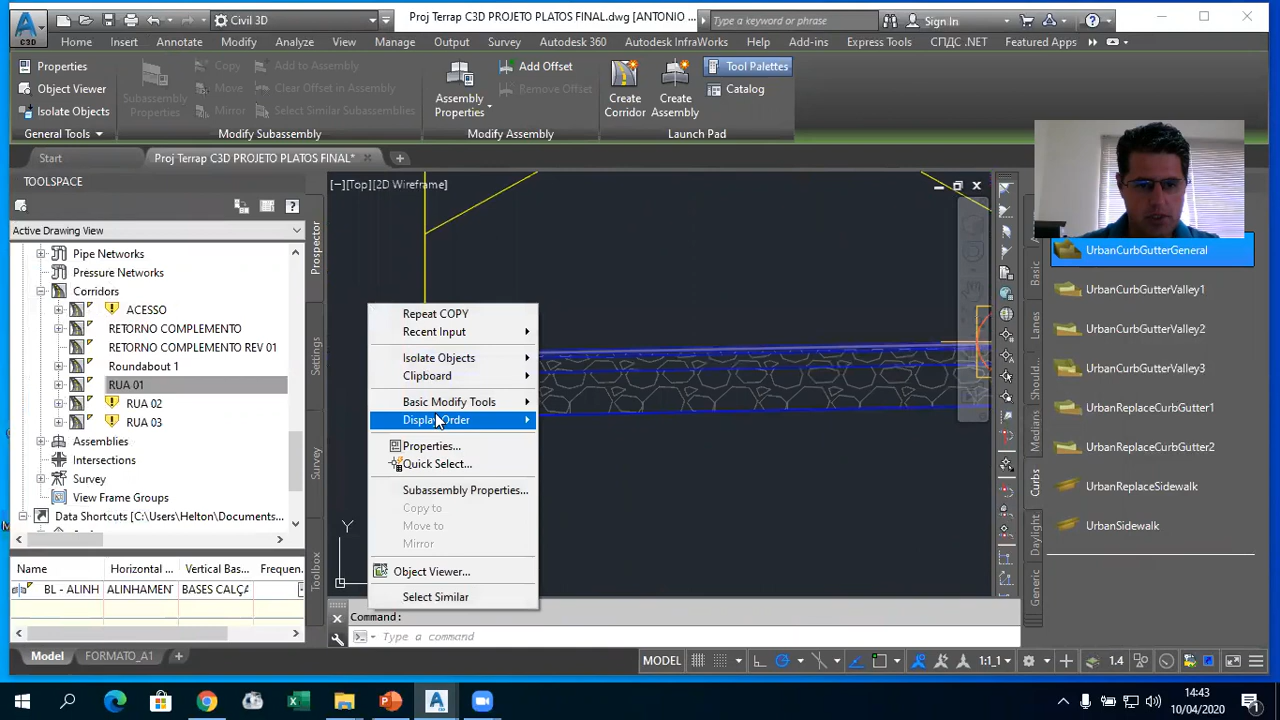 C3D
Civil 3D
Proj Terrap C3D PROJETO PLATOS FINAL.dwg [ANTONIO ...
Type a keyword or phrase
Sign In
Home Insert Annotate Modify Analyze View Manage Output Survey Autodesk 360 Autodesk InfraWorks Help Add-ins Express Tools СПДС .NET Featured Apps
Properties
Object Viewer
Isolate Objects
General Tools
Subassembly
Properties
Copy
Move
Mirror
Add to Assembly
Clear Offset in Assembly
Select Similar Subassemblies
Modify Subassembly
Assembly
Properties
Add Offset
Remove Offset
Modify Assembly
Create
Corridor
Create
Assembly
Tool Palettes
Catalog
Launch Pad
Start
Proj Terrap C3D PROJETO PLATOS FINAL*
TOOLSPACE
Active Drawing View
Pipe Networks
Pressure Networks
Corridors
ACESSO
RETORNO COMPLEMENTO
RETORNO COMPLEMENTO REV 01
Roundabout 1
RUA 01
RUA 02
RUA 03
Assemblies
Intersections
Survey
View Frame Groups
Data Shortcuts [C:\Users\Helton\Documents...
Name Horizontal ... Vertical Bas... Frequen...
BL - ALINH ALINHAMEN BASES CALÇA
Prospector
Settings
Survey
Toolbox
[−][Top][2D Wireframe]
Repeat COPY
Recent Input
Isolate Objects
Clipboard
Basic Modify Tools
Display Order
Properties...
Quick Select...
Subassembly Properties...
Copy to
Move to
Mirror
Object Viewer...
Select Similar
Y
Command:
Type a command
Basic
Lanes
Should...
Medians
Curbs
Daylight
Generic
UrbanCurbGutterGeneral
UrbanCurbGutterValley1
UrbanCurbGutterValley2
UrbanCurbGutterValley3
UrbanReplaceCurbGutter1
UrbanReplaceCurbGutter2
UrbanReplaceSidewalk
UrbanSidewalk
Model
FORMATO_A1
MODEL
1:1_1
1.4
14:43
10/04/2020